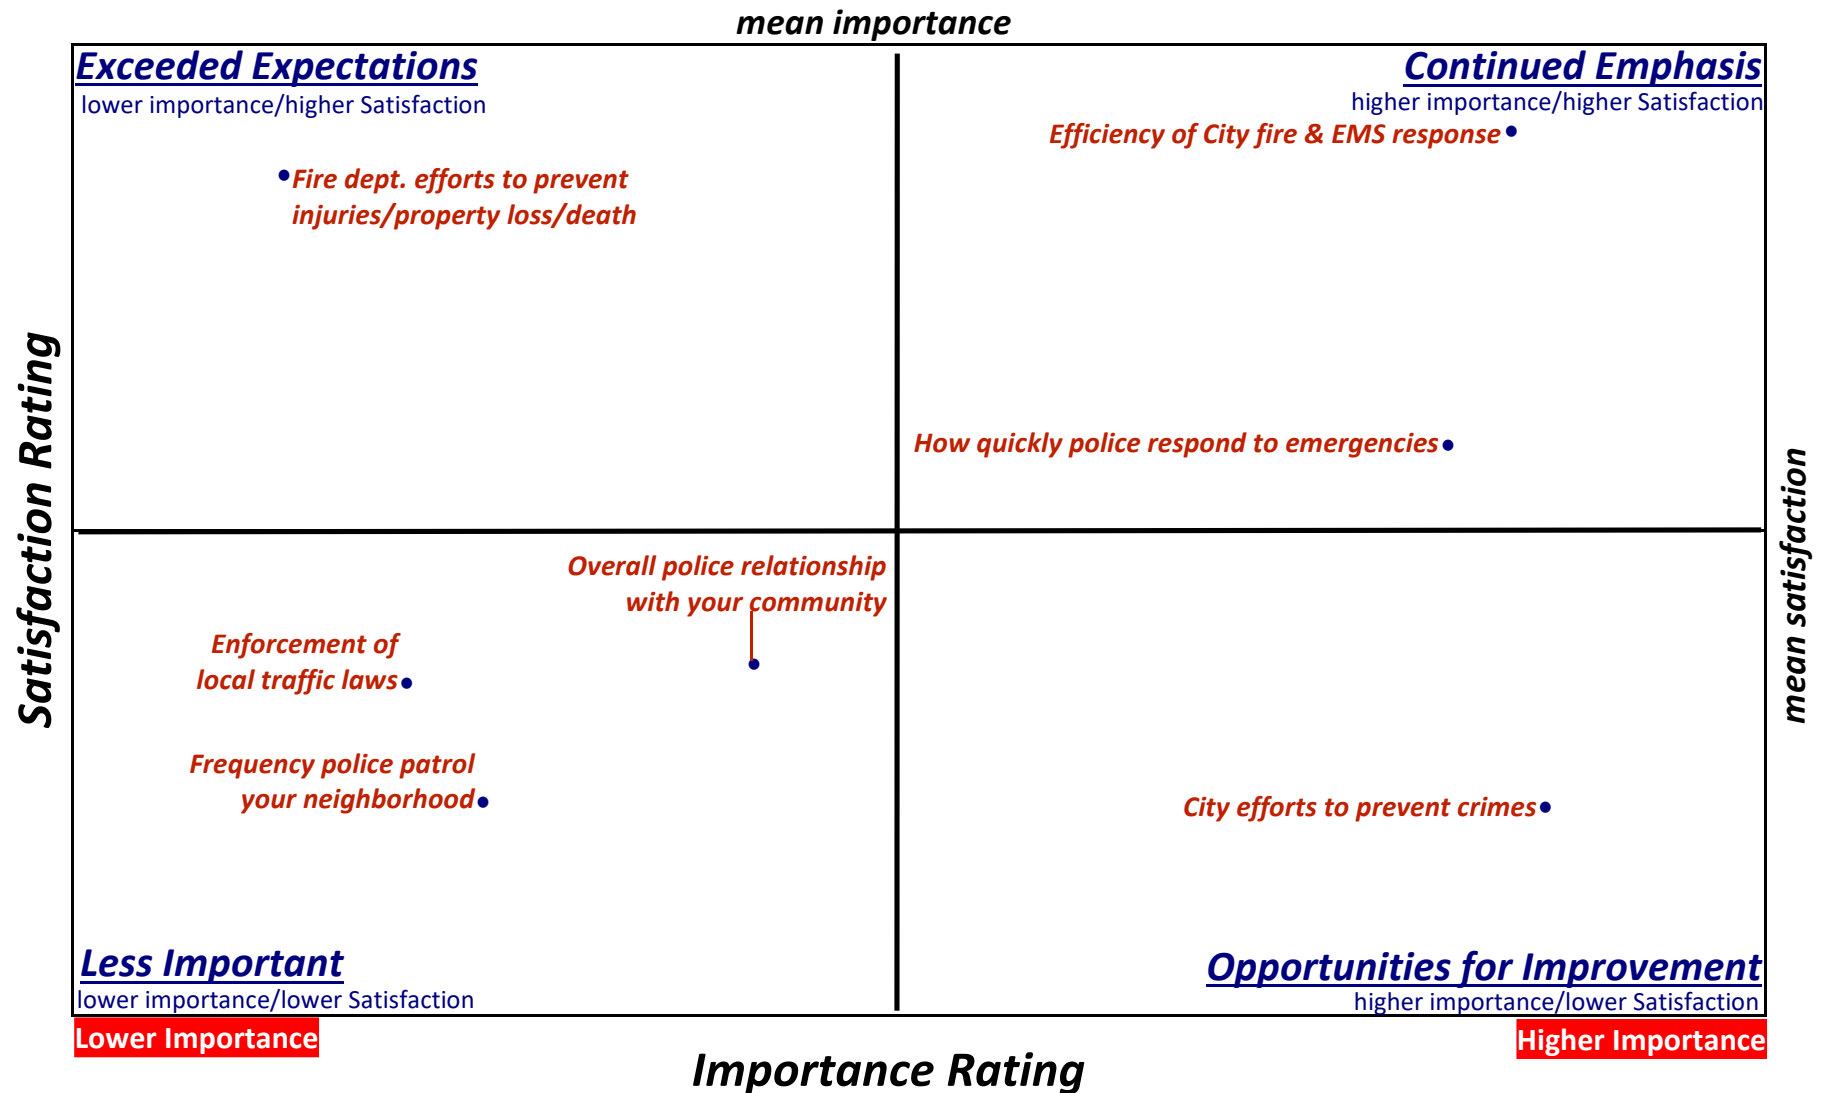 mean importance
Exceeded Expectations
lower importance/higher Satisfaction
Continued Emphasis
higher importance/higher Satisfaction
Efficiency of City fire & EMS response
Fire dept. efforts to prevent
injuries/property loss/death
How quickly police respond to emergencies
Satisfaction Rating
mean satisfaction
Overall police relationship
with your community
Enforcement of
local traffic laws
Frequency police patrol
your neighborhood
City efforts to prevent crimes
Less Important
lower importance/lower Satisfaction
Opportunities for Improvement
higher importance/lower Satisfaction
Lower Importance
Higher Importance
Importance Rating